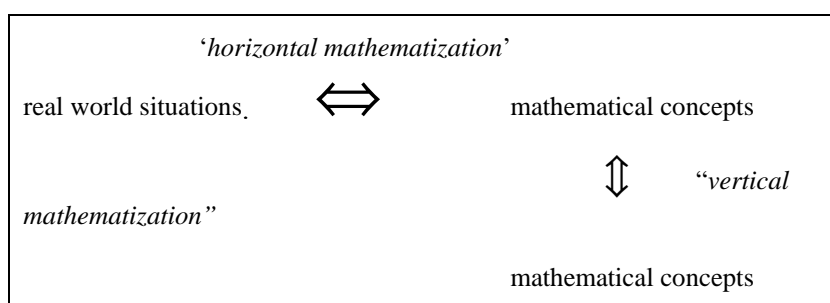 ‘horizontal mathematization’
real world situations. ⇔ mathematical concepts
⇕ “vertical
mathematization”
mathematical concepts